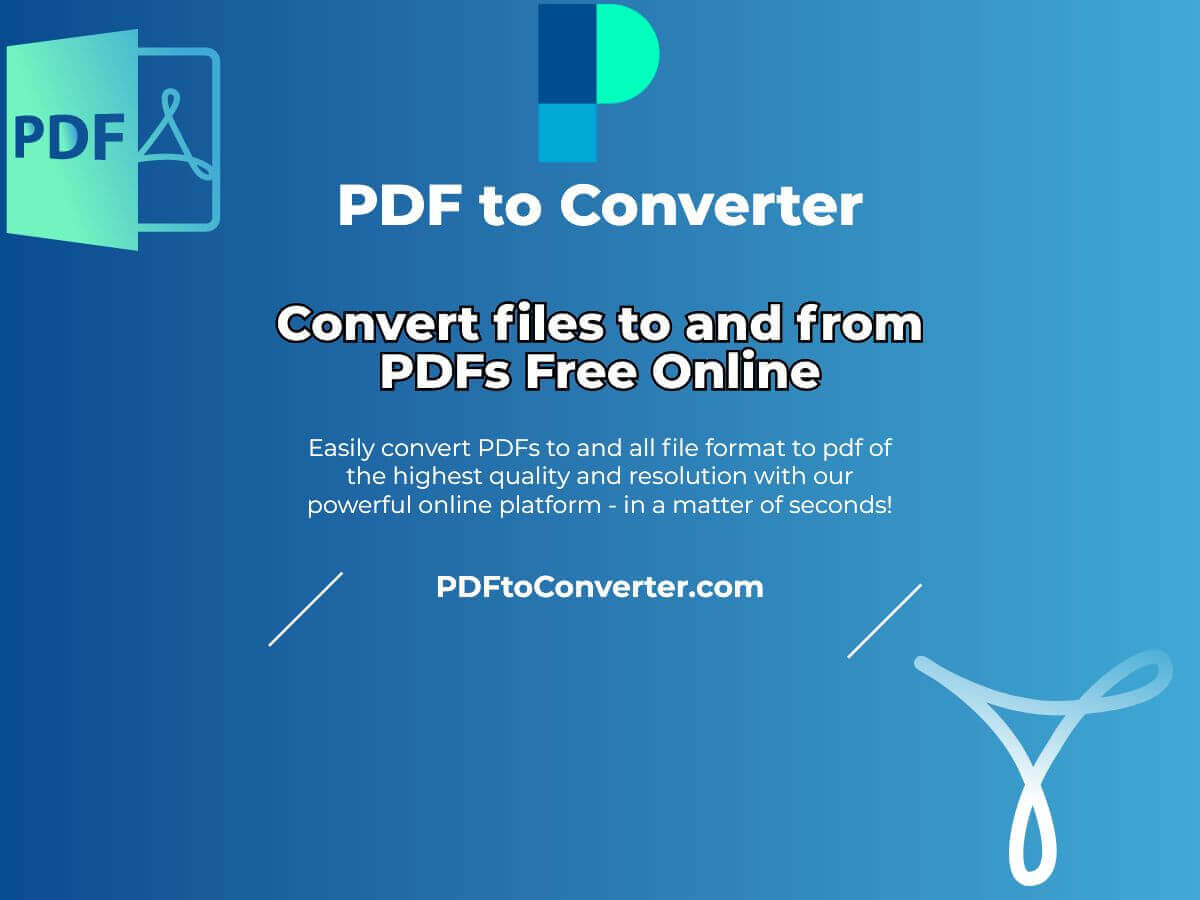 PDF
PDF to Converter
Convert files to and from
PDFs Free Online
Easily convert PDFs to and all file format to pdf of
the highest quality and resolution with our
powerful online platform - in a matter of seconds!
PDFtoConverter.com